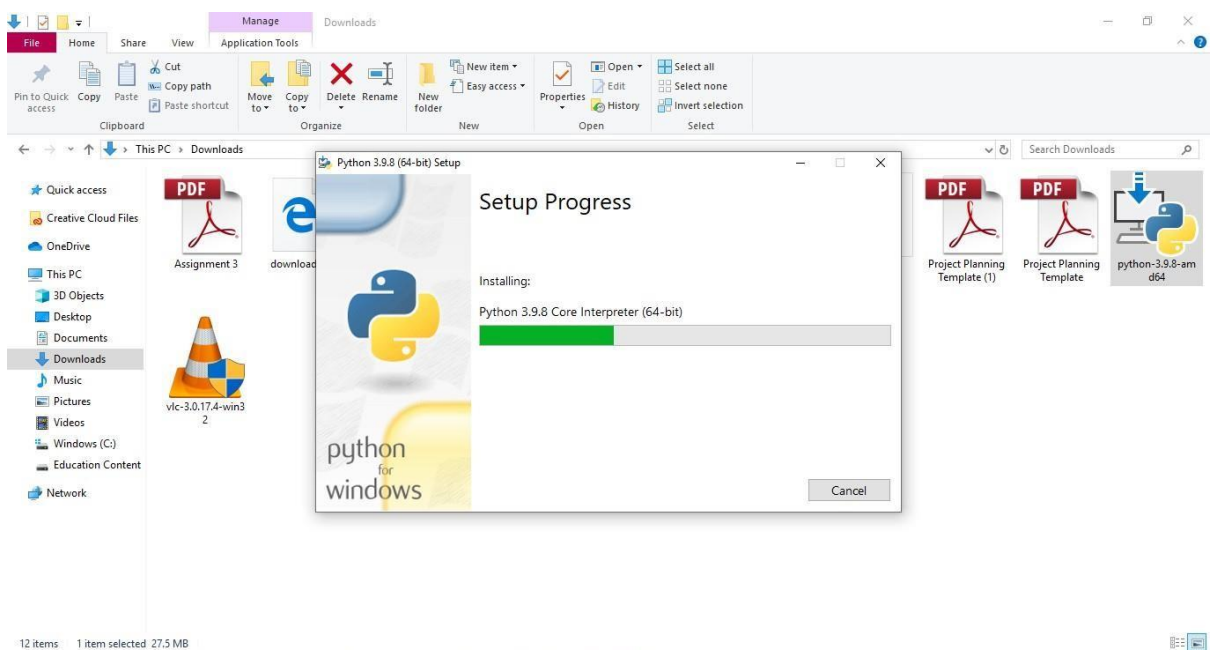 Manage
Downloads
File
Home
Share
View
Application Tools
Pin to Quick access
Copy
Paste
Cut
Copy path
Paste shortcut
Move to
Copy to
Delete
Rename
New folder
New item
Easy access
Properties
Open
Edit
History
Select all
Select none
Invert selection
Clipboard
Organize
New
Open
Select
This PC > Downloads
Search Downloads
Quick access
Creative Cloud Files
OneDrive
This PC
3D Objects
Desktop
Documents
Downloads
Music
Pictures
Videos
Windows (C:)
Education Content
Network
PDF
Assignment 3
download
vlc-3.0.17.4-win3
2
Python 3.9.8 (64-bit) Setup
Setup Progress
Installing:
Python 3.9.8 Core Interpreter (64-bit)
python
for
windows
Cancel
PDF
Project Planning
Template (1)
PDF
Project Planning
Template
python-3.9.8-am
d64
12 items
1 item selected 27.5 MB